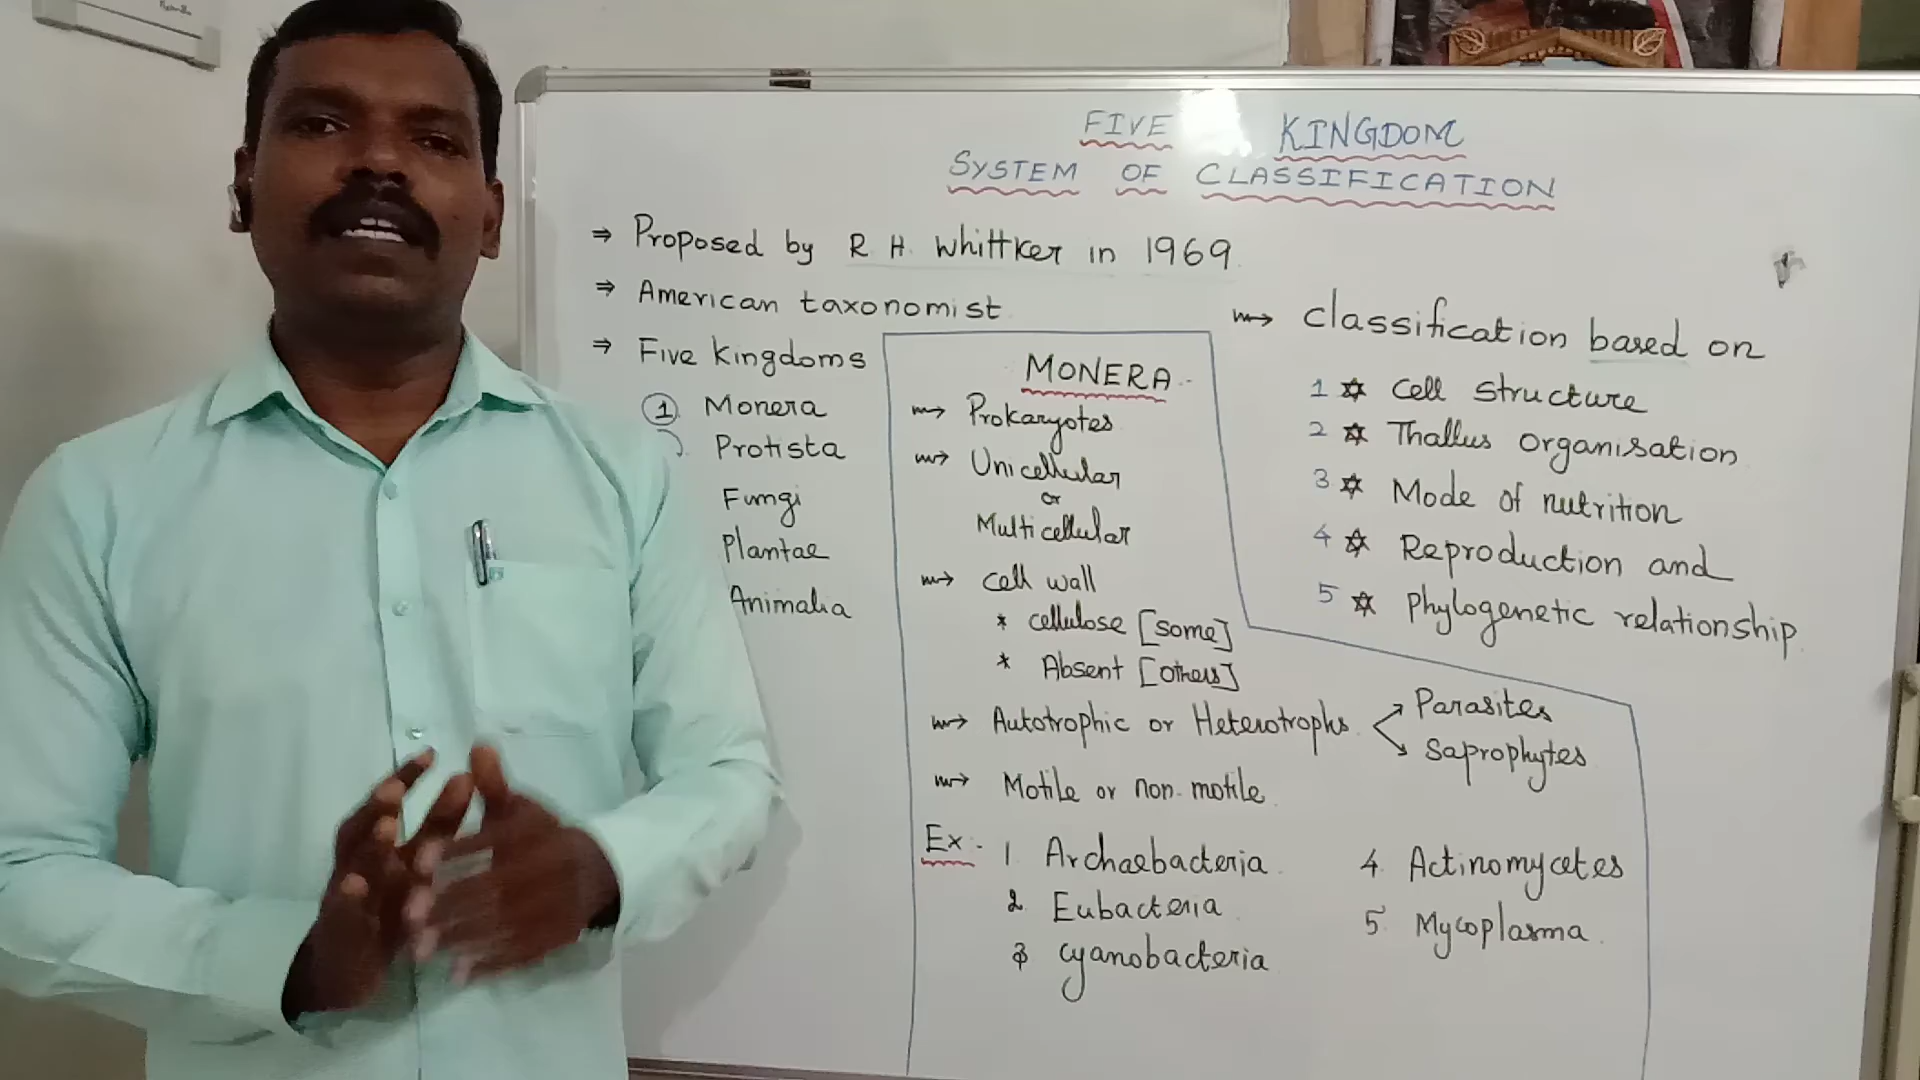 FIVE KINGDOM
SYSTEM OF CLASSIFICATION
⇒ Proposed by R. H. Whittker in 1969.
⇒ American taxonomist
⇒ Five Kingdoms
1 Monera
Protista
Fungi
Plantae
Animalia
MONERA
Prokaryotes
Unicellular
or
Multicellular
cell wall
* cellulose [some]
* Absent [others]
Autotrophic or Heterotrophs
Parasites
Saprophytes
Motile or non-motile
Ex:- 1. Archaebacteria
2. Eubacteria
3 cyanobacteria
4. Actinomycetes
5. Mycoplasma
classification based on
1 ☆ Cell structure
2 ☆ Thallus organisation
3 ☆ Mode of nutrition
4 ☆ Reproduction and
5 ☆ Phylogenetic relationship